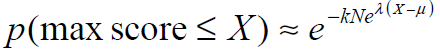 p(max score ≤ X) ≈ e^{−kNe^{λ(X−μ)}}